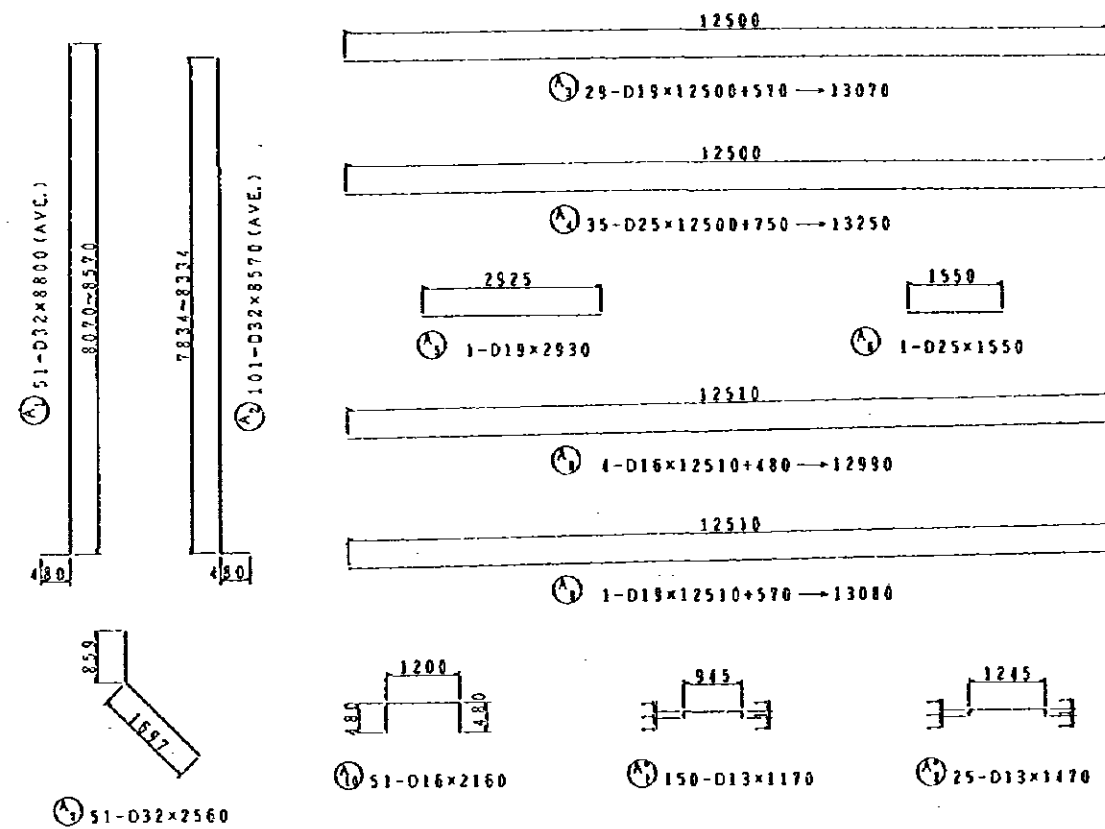 12500
A3 29-D19×12500+570→13070
12500
A4 35-D25×12500+750→13250
A1 51-D32×8800(AVE.)
8070~8570
7834~8334
A2 101-D32×8570(AVE.)
480
480
2925
A5 1-D19×2930
1550
A6 1-D25×1550
12510
4-D16×12510+480→12990
12510
1-D19×12510+570→13080
859
1697
51-D32×2560
1200
480
480
A10 51-D16×2160
945
150-D13×1170
1245
25-D13×1470